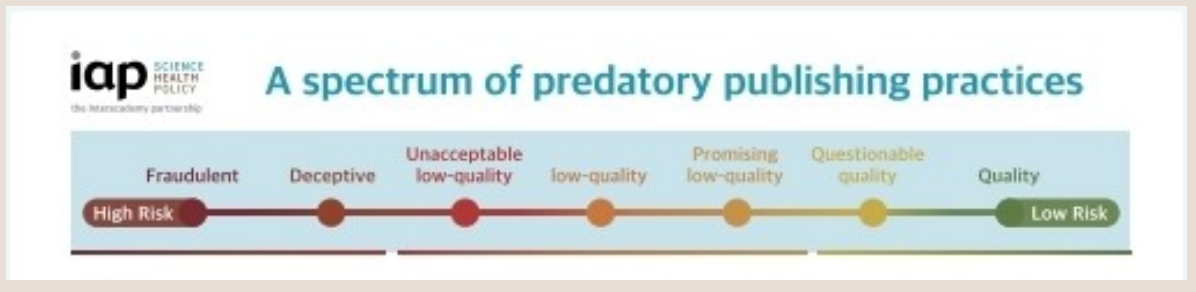 iap SCIENCE
HEALTH
POLICY
the interacademy partnership
A spectrum of predatory publishing practices
Fraudulent
Deceptive
Unacceptable
low-quality
low-quality
Promising
low-quality
Questionable
quality
Quality
High Risk
Low Risk